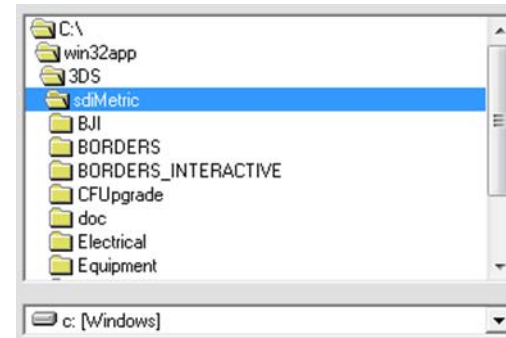 C:\
win32app
3DS
sdiMetric
BJI
BORDERS
BORDERS_INTERACTIVE
CFUpgrade
doc
Electrical
Equipment
c: [Windows]